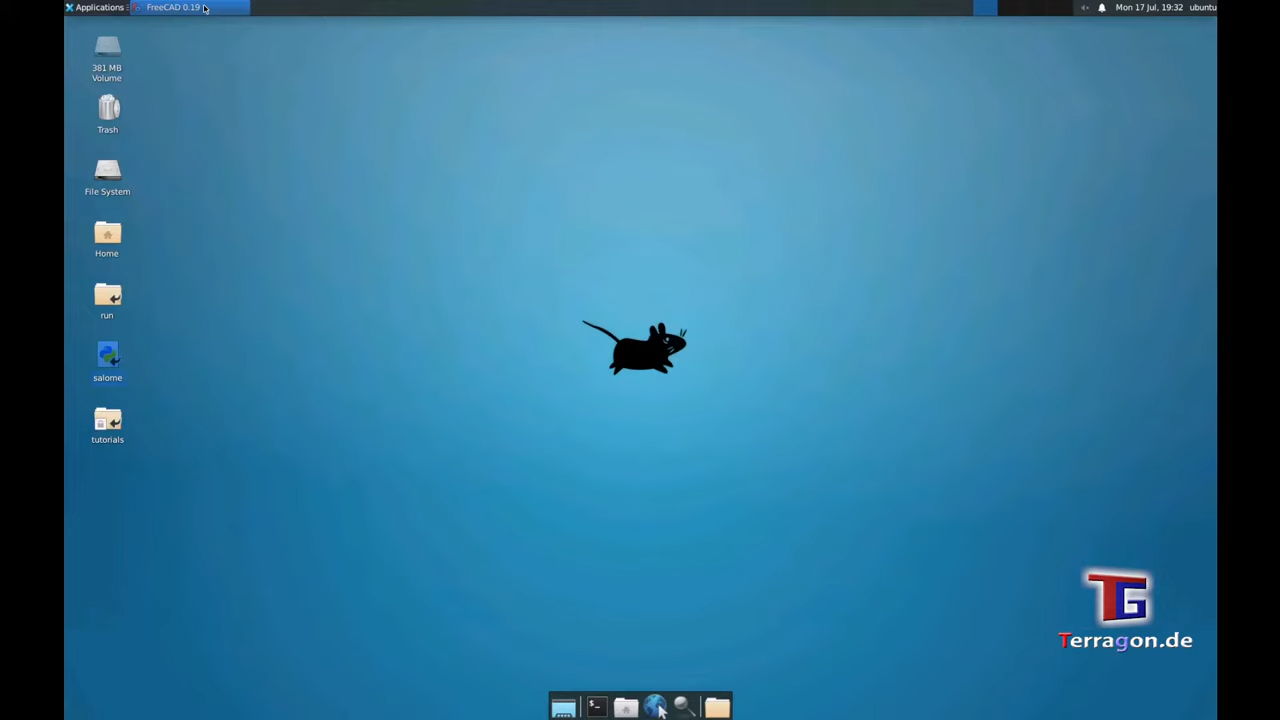 Applications
FreeCAD 0.19
Mon 17 Jul, 19:32 ubuntu
381 MB
Volume
Trash
File System
Home
run
salome
tutorials
TG
Terragon.de